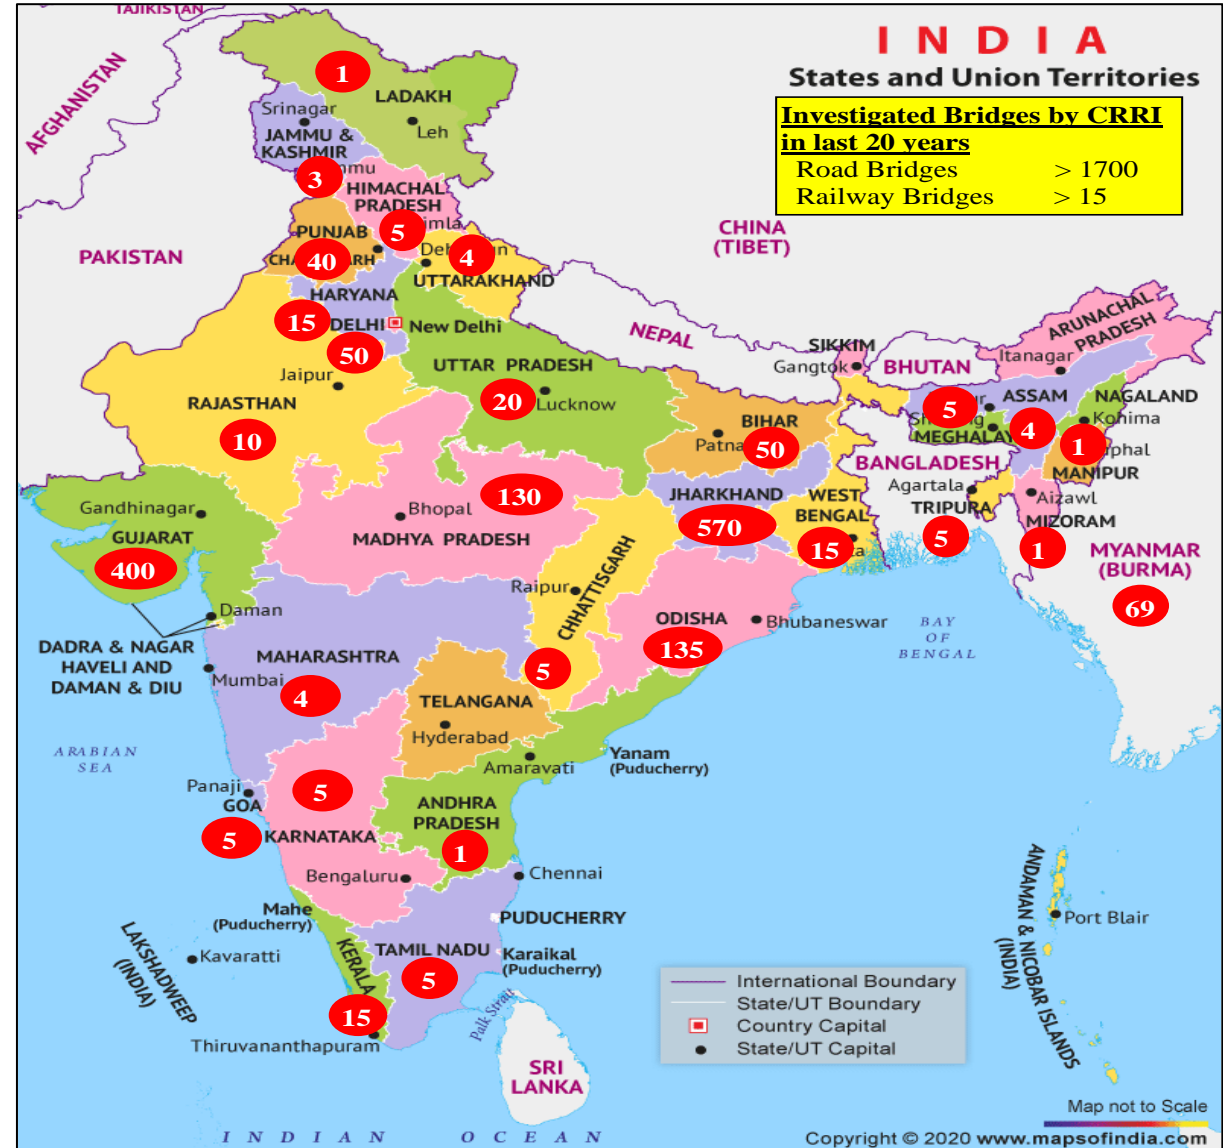 TAJIKISTAN
INDIA
States and Union Territories
Investigated Bridges by CRRI
in last 20 years
Road Bridges > 1700
Railway Bridges > 15
AFGHANISTAN
1
LADAKH
Leh
Srinagar
JAMMU &
KASHMIR
3
HIMACHAL
PRADESH
5
PUNJAB
40
4
UTTARAKHAND
CHINA
(TIBET)
PAKISTAN
HARYANA
15
DELHI
New Delhi
50
NEPAL
SIKKIM
Gangtok
BHUTAN
ARUNACHAL
PRADESH
Itanagar
UTTAR PRADESH
20
Lucknow
Jaipur
RAJASTHAN
10
BIHAR
50
ASSAM
5
4
NAGALAND
Kohima
1
MANIPUR
BANGLADESH
Agartala
TRIPURA
5
Aizawl
MIZORAM
1
MYANMAR
(BURMA)
69
Gandhinagar
GUJARAT
400
Bhopal
130
MADHYA PRADESH
JHARKHAND
570
WEST
BENGAL
15
Raipur
CHHATTISGARH
5
ODISHA
135
Bhubaneswar
BAY
OF
BENGAL
Daman
DADRA & NAGAR
HAVELI AND
DAMAN & DIU
MAHARASHTRA
Mumbai
4
TELANGANA
Hyderabad
Amaravati
Yanam
(Puducherry)
ARABIAN
SEA
Panaji
GOA
5
5
KARNATAKA
Bengaluru
ANDHRA
PRADESH
1
Chennai
Mahe
(Puducherry)
PUDUCHERRY
LAKSHADWEEP
(INDIA)
Kavaratti
KERALA
15
TAMIL NADU
5
Karaikal
(Puducherry)
Palk Strait
Thiruvananthapuram
SRI
LANKA
ANDAMAN & NICOBAR ISLANDS
(INDIA)
Port Blair
International Boundary
State/UT Boundary
Country Capital
State/UT Capital
INDIAN OCEAN
Map not to Scale
Copyright © 2020 www.mapsofindia.com